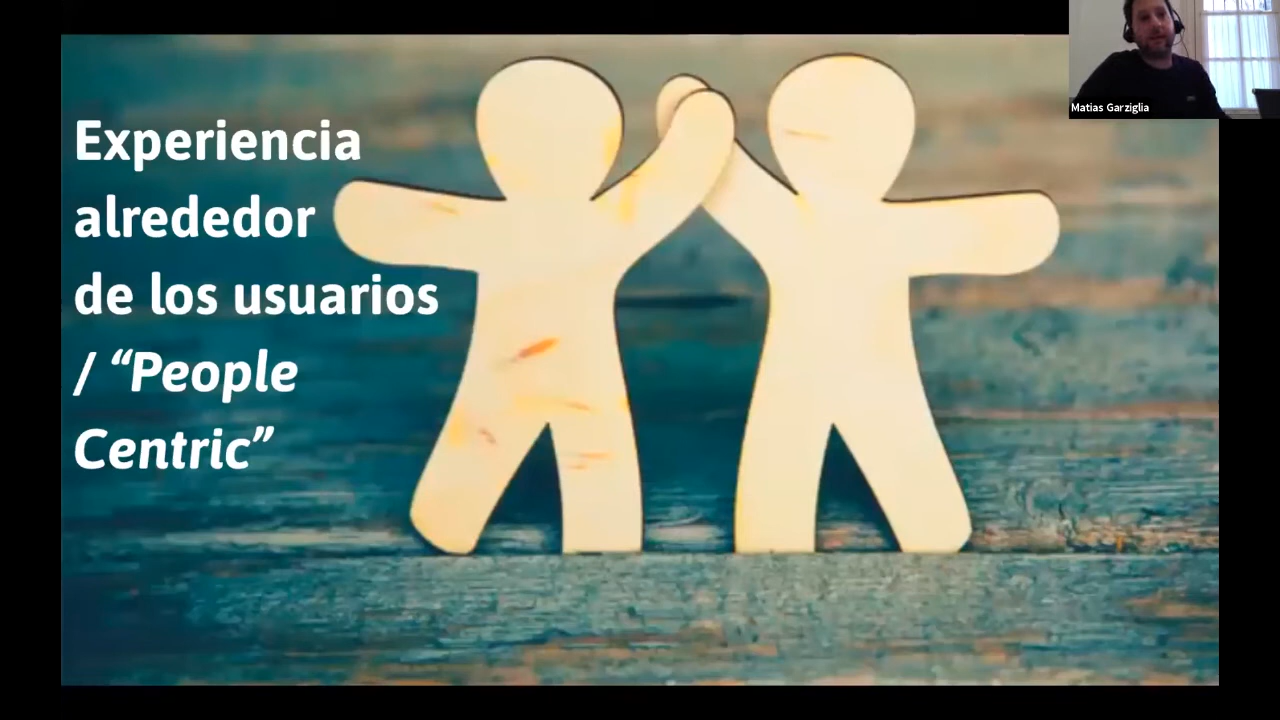 Experiencia
alrededor
de los usuarios
/ “People
Centric”
Matias Garziglia